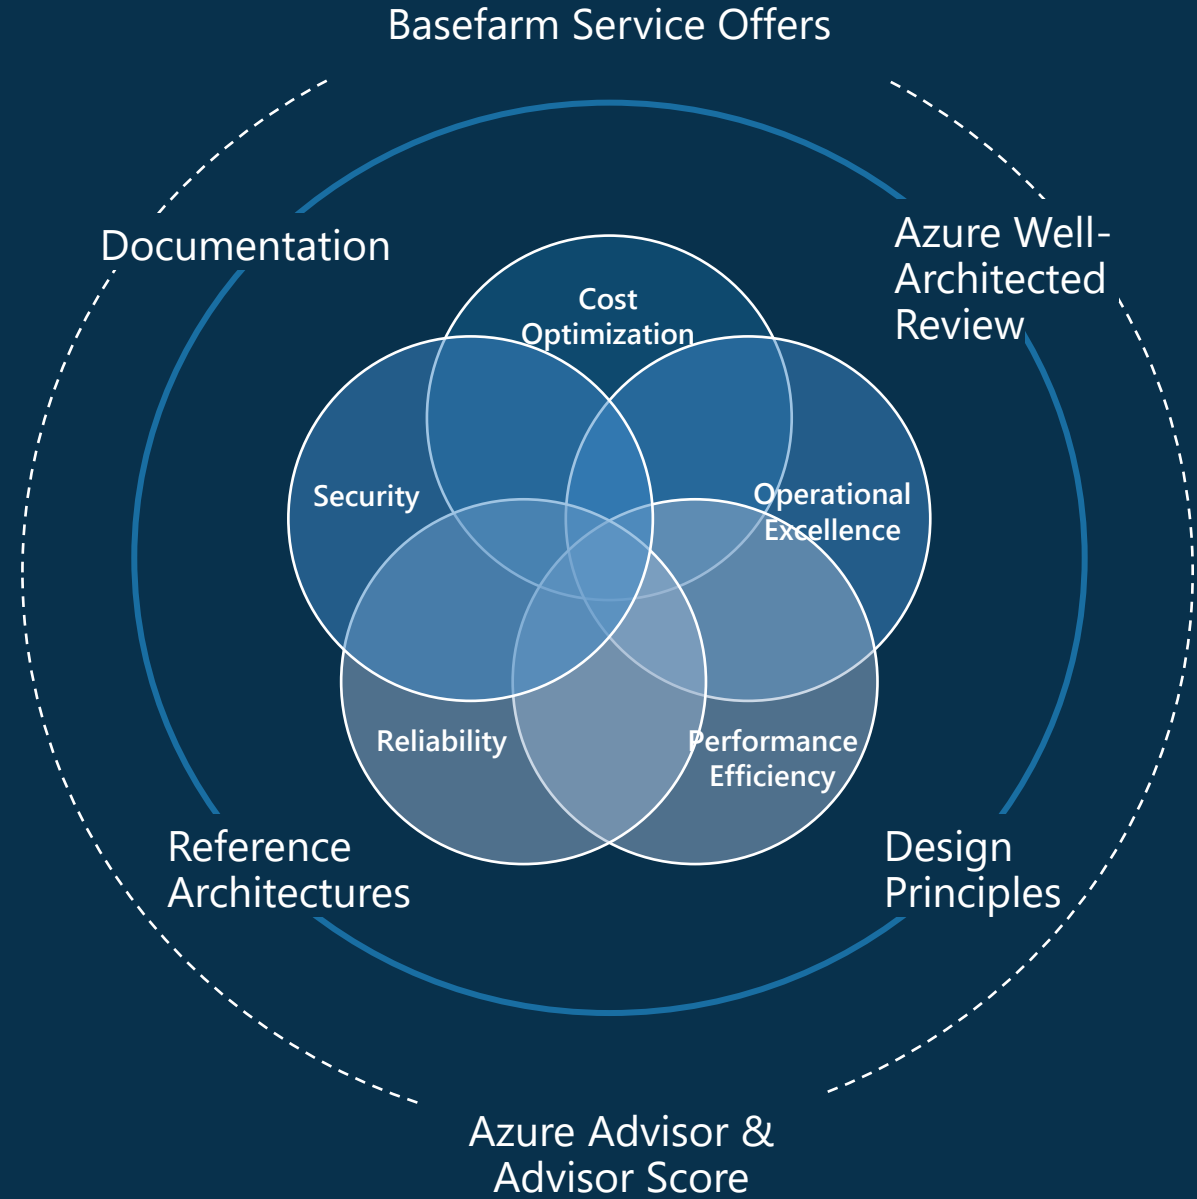 Basefarm Service Offers
Documentation
Azure Well-
Architected
Review
Cost
Optimization
Security
Operational
Excellence
Reliability
Performance
Efficiency
Reference
Architectures
Design
Principles
Azure Advisor &
Advisor Score